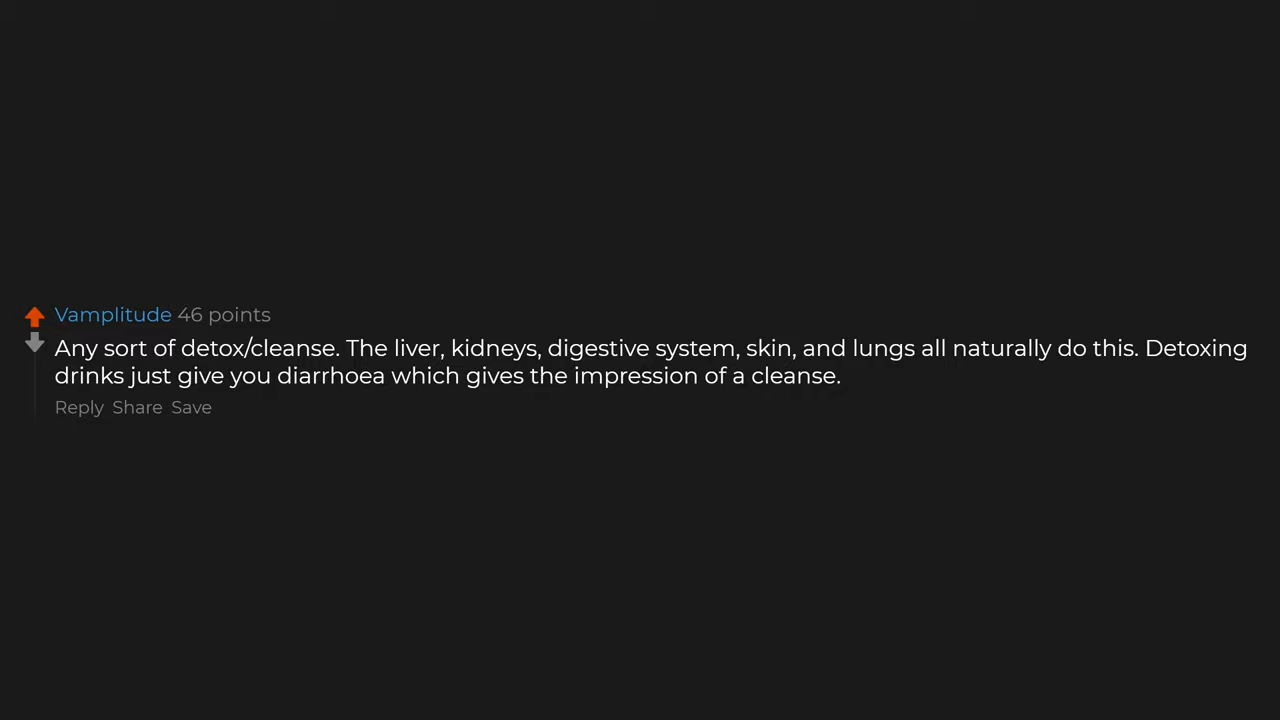 Vamplitude 46 points
Any sort of detox/cleanse. The liver, kidneys, digestive system, skin, and lungs all naturally do this. Detoxing
drinks just give you diarrhoea which gives the impression of a cleanse.
Reply Share Save